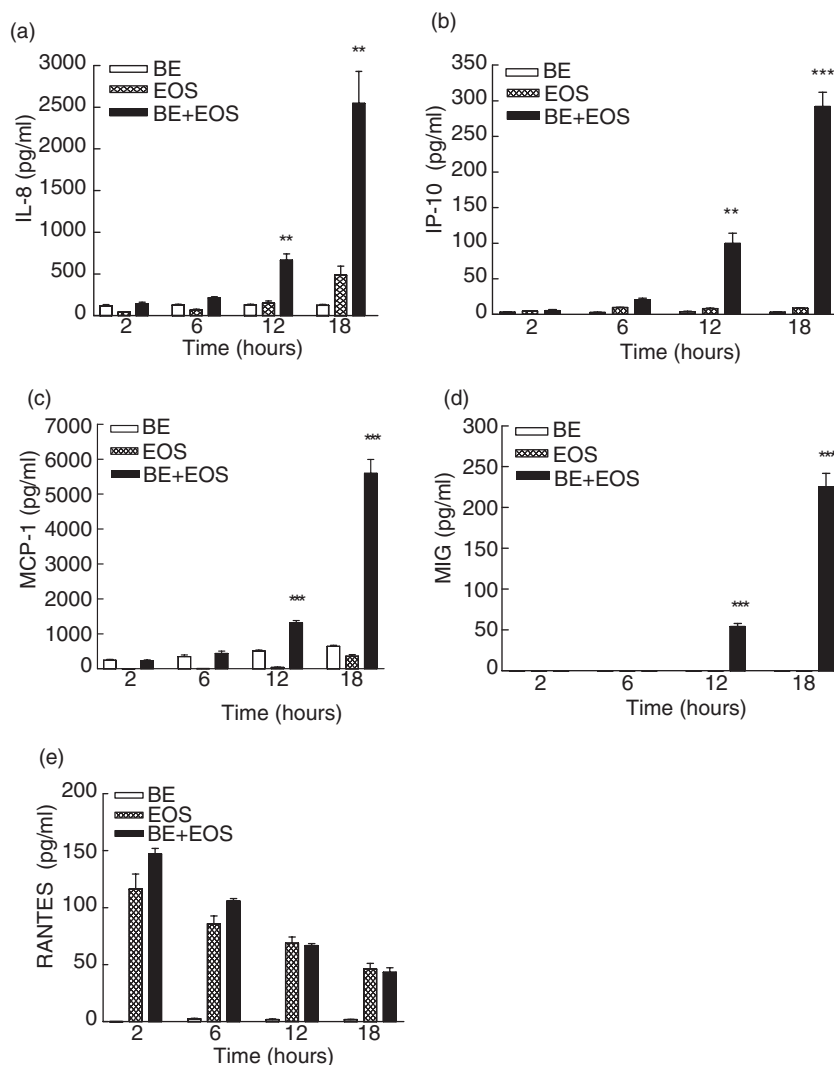 (a)
BE
EOS
BE+EOS
IL-8 (pg/ml)
3000
2500
2000
1500
1000
500
0
**
**
2 6 12 18
Time (hours)
(b)
BE
EOS
BE+EOS
IP-10 (pg/ml)
350
300
250
200
150
100
50
0
**
***
2 6 12 18
Time (hours)
(c)
BE
EOS
BE+EOS
MCP-1 (pg/ml)
7000
6000
5000
4000
3000
2000
1000
0
***
***
2 6 12 18
Time (hours)
(d)
BE
EOS
BE+EOS
MIG (pg/ml)
300
250
200
150
100
50
0
***
***
2 6 12 18
Time (hours)
(e)
BE
EOS
BE+EOS
RANTES (pg/ml)
200
150
100
50
0
2 6 12 18
Time (hours)